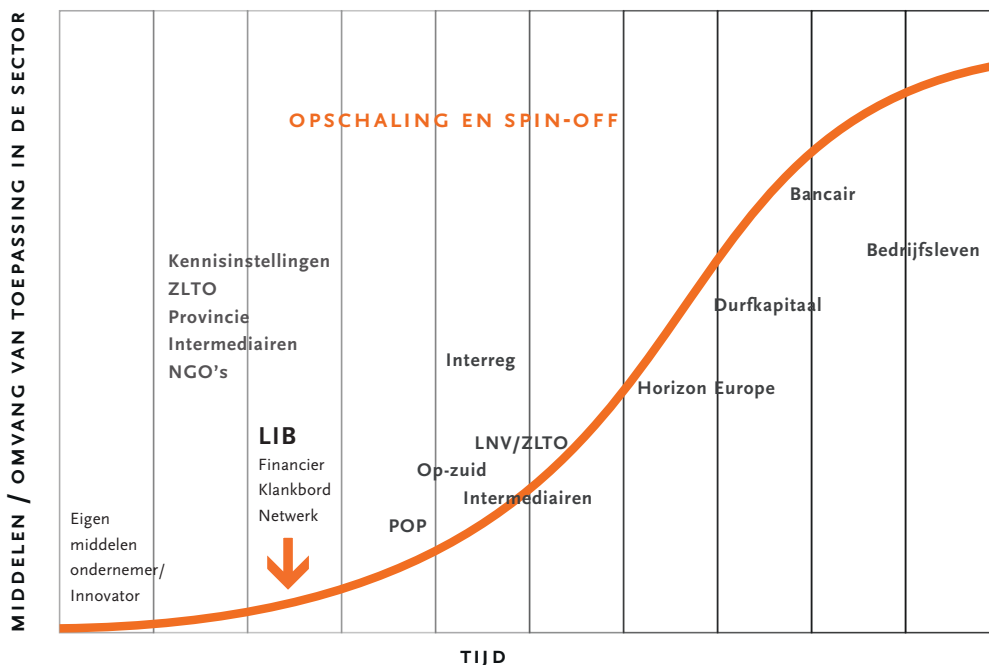 MIDDELEN / OMVANG VAN TOEPASSING IN DE SECTOR
OPSCHALING EN SPIN-OFF
Kennisinstellingen
ZLTO
Provincie
Intermediairen
NGO's
LIB
Financier
Klankbord
Netwerk
Eigen
middelen
ondernemer/
Innovator
POP
Op-zuid
Intermediairen
LNV/ZLTO
Interreg
Horizon Europe
Durfkapitaal
Bancair
Bedrijfsleven
TIJD